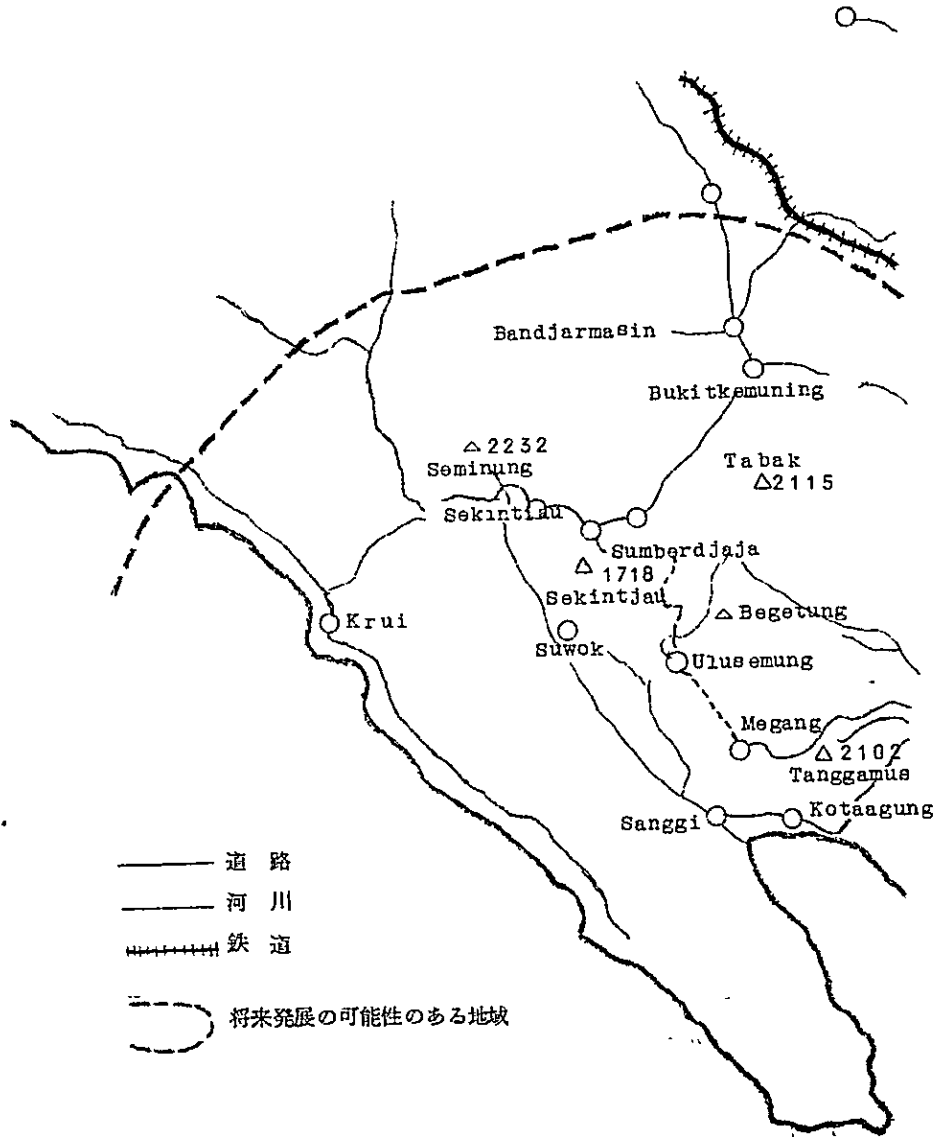 Bandjarmasin
Bukitkemuning
△2232
Seminung
Tabak
△2115
Sekintiau
Sumberdjaja
△
1718
Sekintjau
△Begetung
Krui
Suwok
Ulusemung
Megang
△2102
Tanggamus
Kotaagung
Sanggi
道路
河川
鉄道
将来発展の可能性のある地域